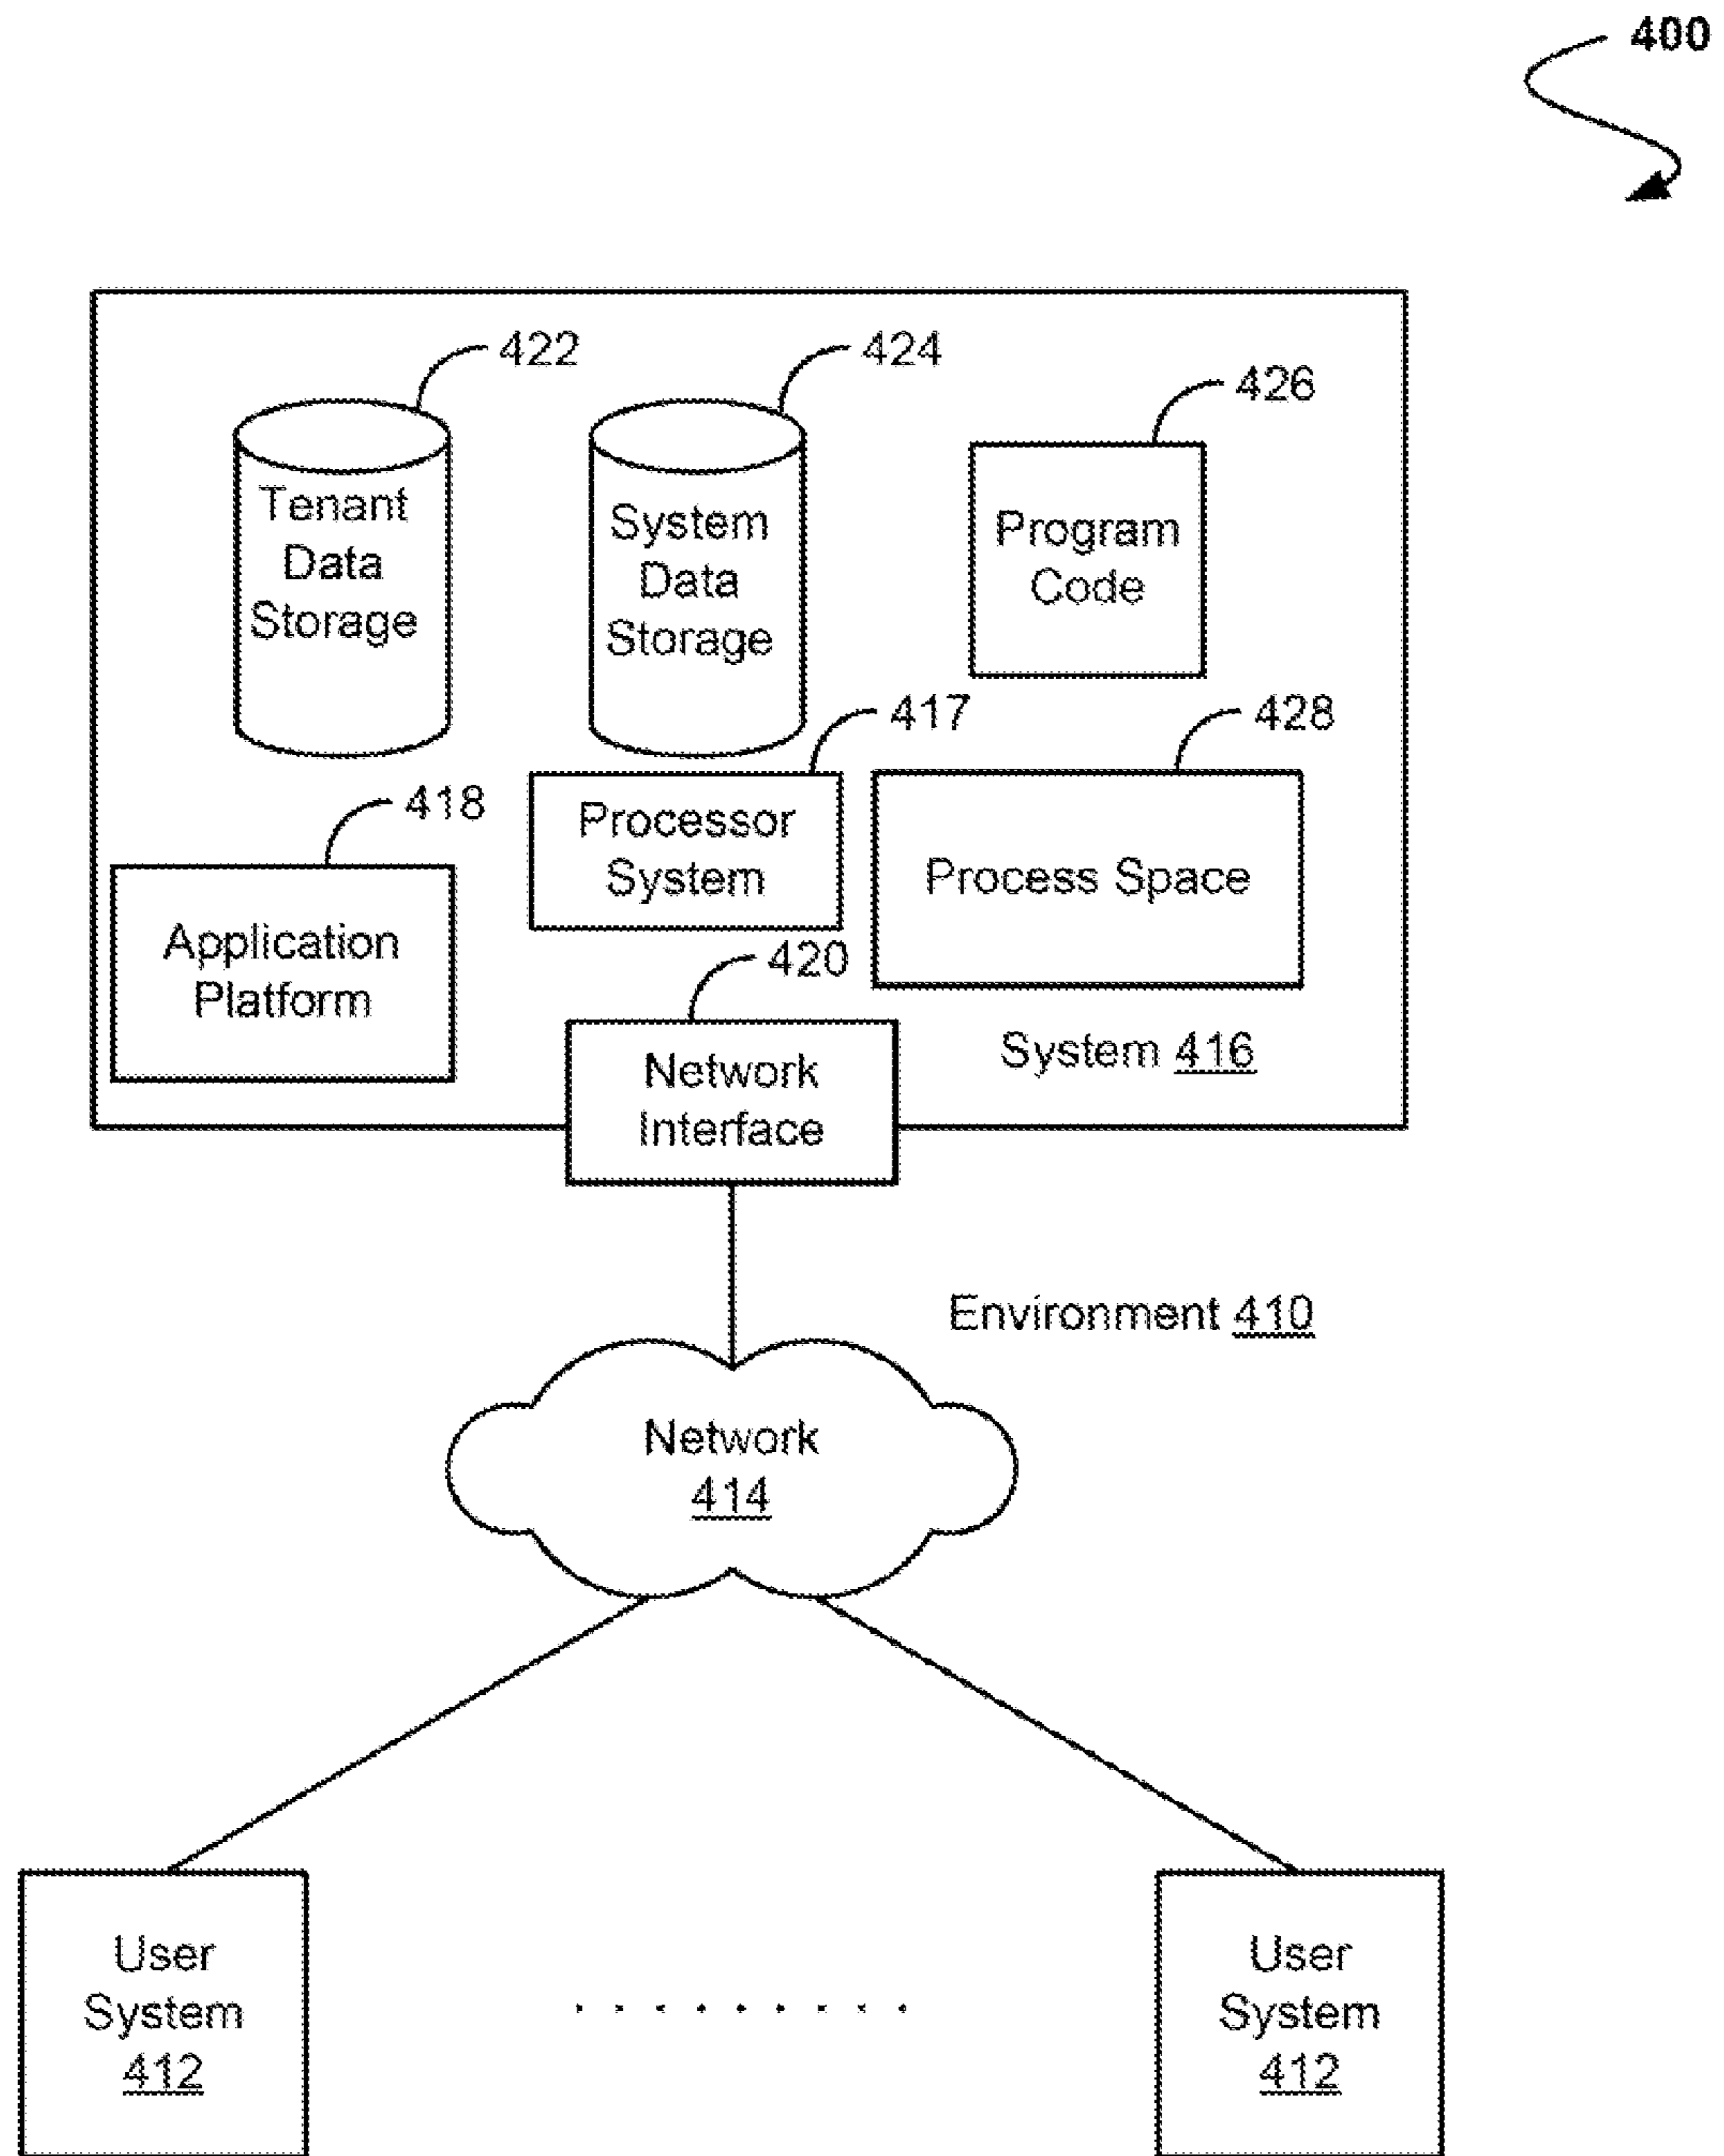 400
422
424
426
Tenant
Data
Storage
System
Data
Storage
Program
Code
417
428
418
Processor
System
Process Space
Application
Platform
420
Network
Interface
System 416
Environment 410
Network
414
User
System
412
User
System
412